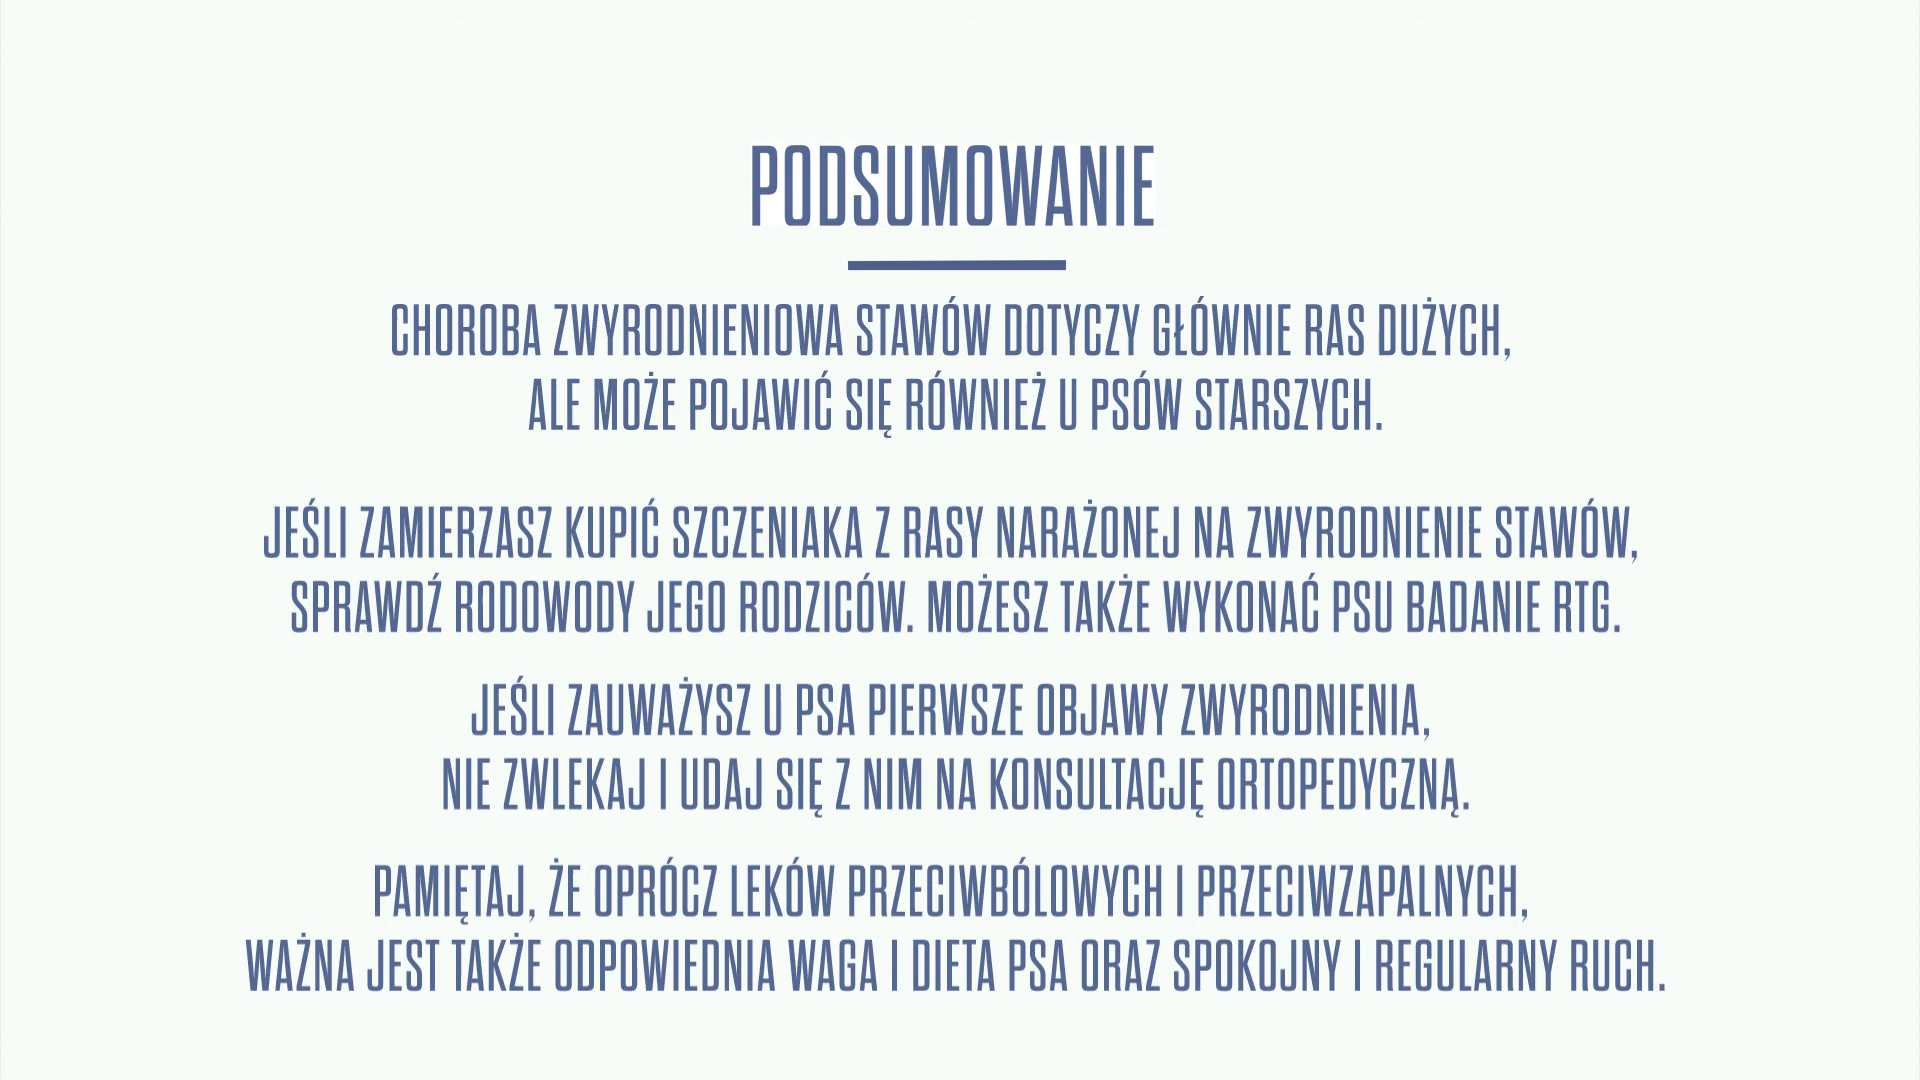 PODSUMOWANIE
CHOROBA ZWYRODNIENIOWA STAWÓW DOTYCZY GŁÓWNIE RAS DUŻYCH,
ALE MOŻE POJAWIĆ SIĘ RÓWNIEŻ U PSÓW STARSZYCH.
JEŚLI ZAMIERZASZ KUPIĆ SZCZENIAKA Z RASY NARAŻONEJ NA ZWYRODNIENIE STAWÓW,
SPRAWDŹ RODOWODY JEGO RODZICÓW. MOŻESZ TAKŻE WYKONAĆ PSU BADANIE RTG.
JEŚLI ZAUWAŻYSZ U PSA PIERWSZE OBJAWY ZWYRODNIENIA,
NIE ZWLEKAJ I UDAJ SIĘ Z NIM NA KONSULTACJĘ ORTOPEDYCZNĄ.
PAMIĘTAJ, ŻE OPRÓCZ LEKÓW PRZECIWBÓLOWYCH I PRZECIWZAPALNYCH,
WAŻNA JEST TAKŻE ODPOWIEDNIA WAGA I DIETA PSA ORAZ SPOKOJNY I REGULARNY RUCH.